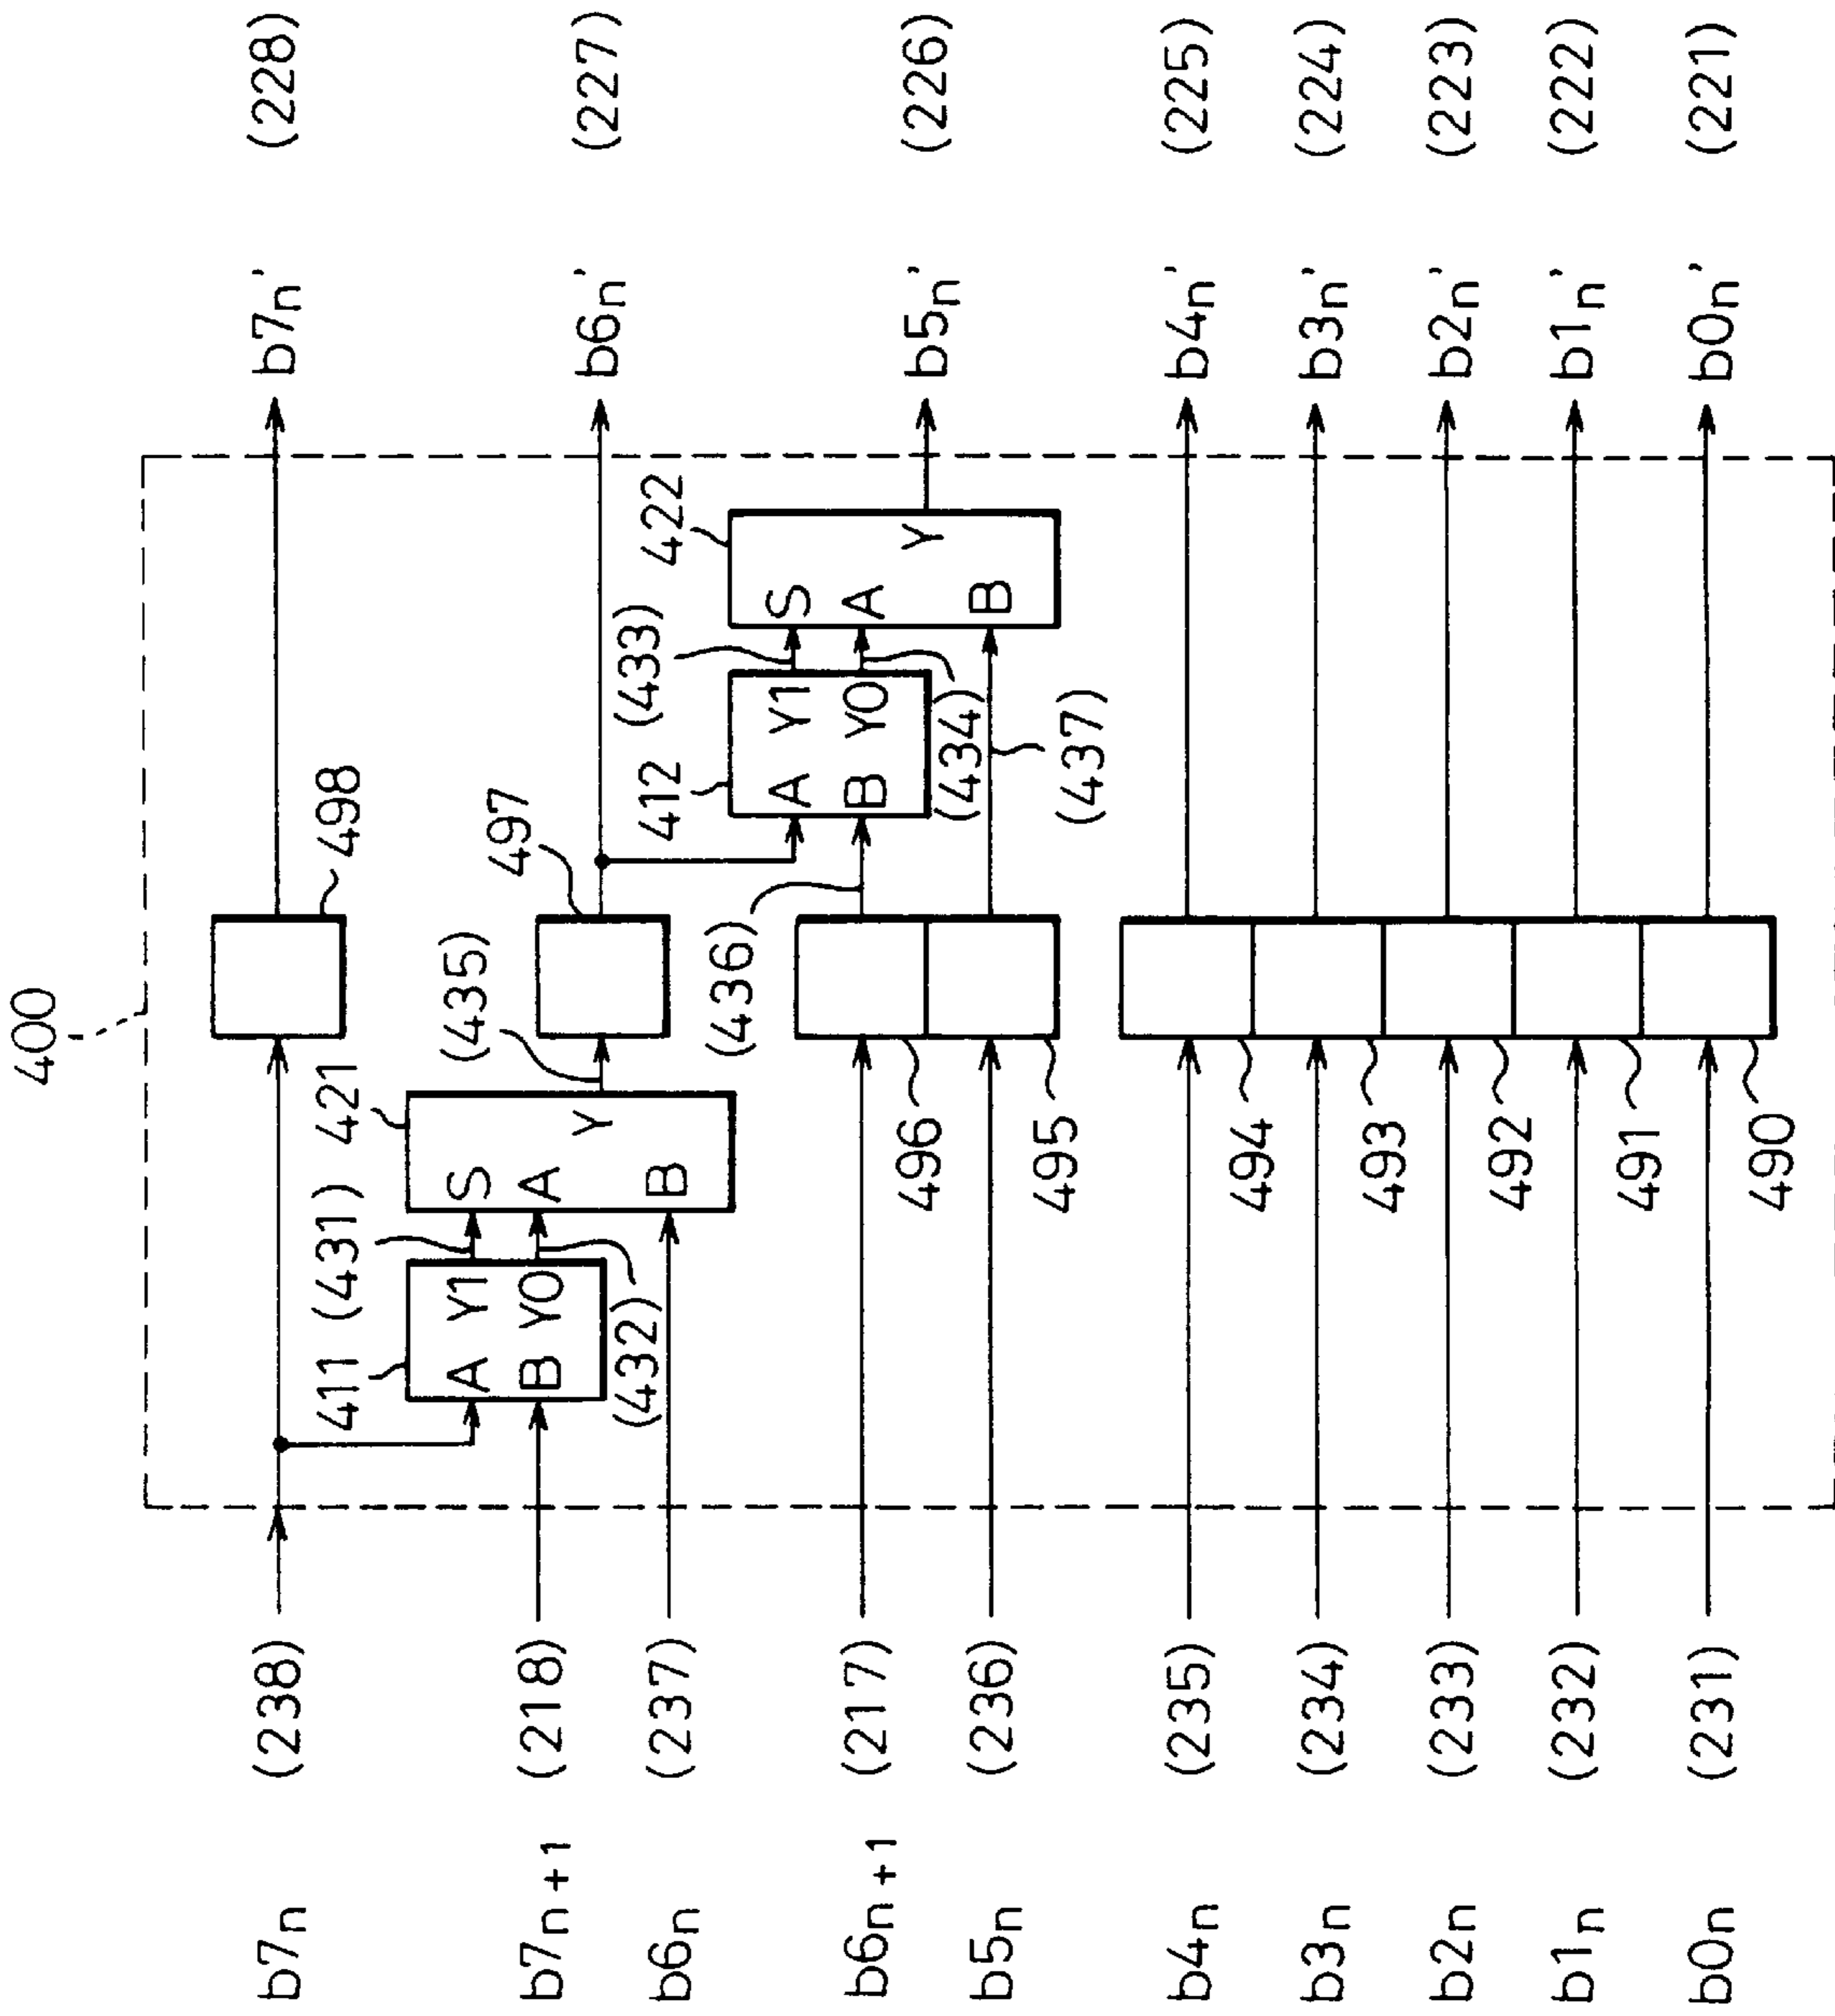 400
b7n (238) b7n' (228)
411 (431) 421
498
A Y1
B Y0
S
A
B
Y
(432)
(435)
497
b7n+1 (218)
b6n (237)
b6n' (227)
412 (433) 422
A Y1
B Y0
S
A
B
Y
(434)
(436)
(437)
b6n+1 (217)
496
b5n (236)
495
b5n' (226)
b4n (235) 494 b4n' (225)
b3n (234) 493 b3n' (224)
b2n (233) 492 b2n' (223)
b1n (232) 491 b1n' (222)
b0n (231) 490 b0n' (221)